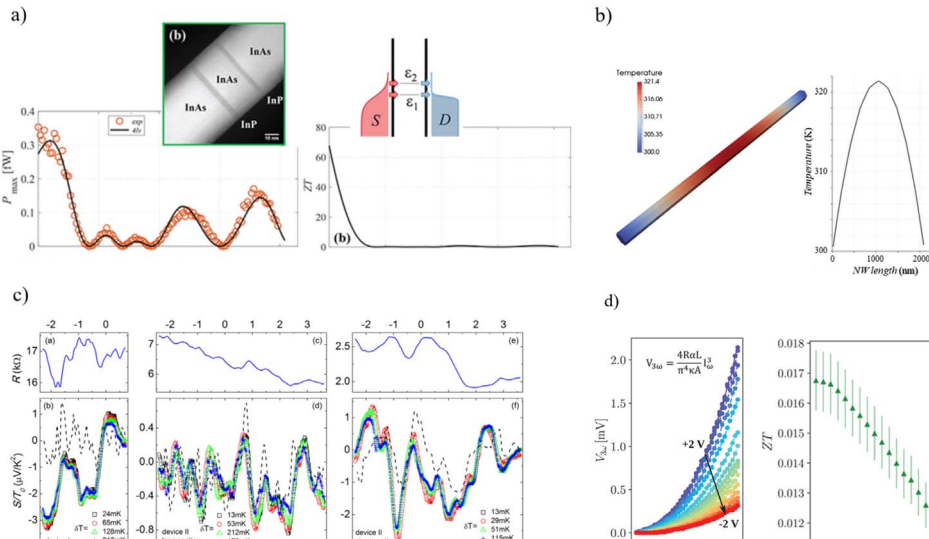 a)
(b)
InAs
InAs
InAs
InP
InP
10 nm
0.4
0.3
0.2
0.1
0
P max [fW]
exp
4lv
80
60
40
20
0
ZT
(b)
ε2
ε1
S
D
b)
Temperature
321.4
316.06
310.71
305.35
300.0
320
310
300
Temperature (K)
0
1000
2000
NW length (nm)
c)
-2 -1 0 1
-2 -1 0 1 2 3
-2 -1 0 1 2 3
(a)
17
16
R (kΩ)
(c)
7
6
(e)
2.5
2.0
(b)
1
0
-1
-2
-3
S/T0 (μV/K²)
24mK
δT= 65mK
128mK
(d)
0.4
0.0
-0.4
-0.8
13mK
53mK
δT= 212mK
device II
(f)
2
1
0
-1
-2
13mK
29mK
δT= 51mK
115mK
device II
d)
V3ω = 4RαL / π⁴κA I³ω
2.0
1.5
1.0
0.5
0.0
V3ω [mV]
+2 V
-2 V
0.018
0.017
0.016
0.015
0.014
0.013
0.012
ZT